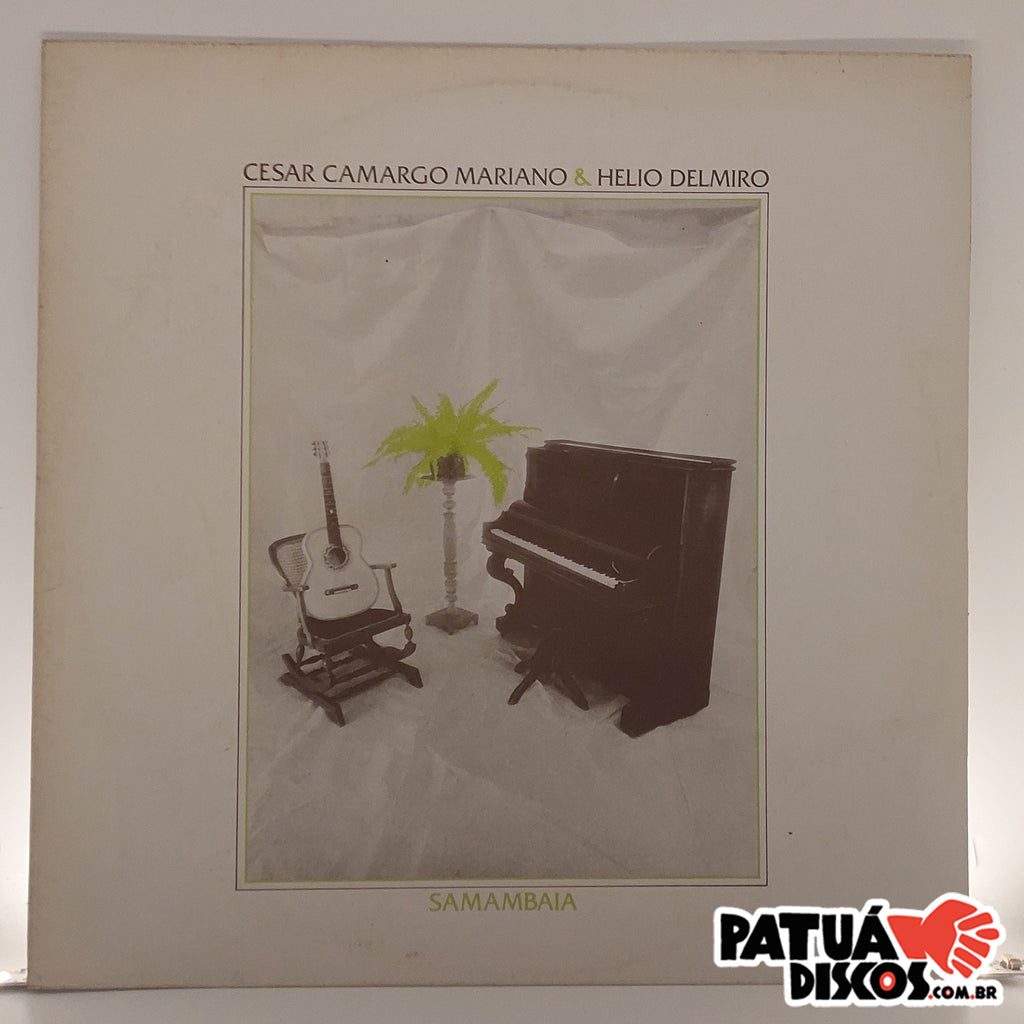 CESAR CAMARGO MARIANO & HELIO DELMIRO
SAMAMBAIA
PATUÁ
DISCOS.COM.BR